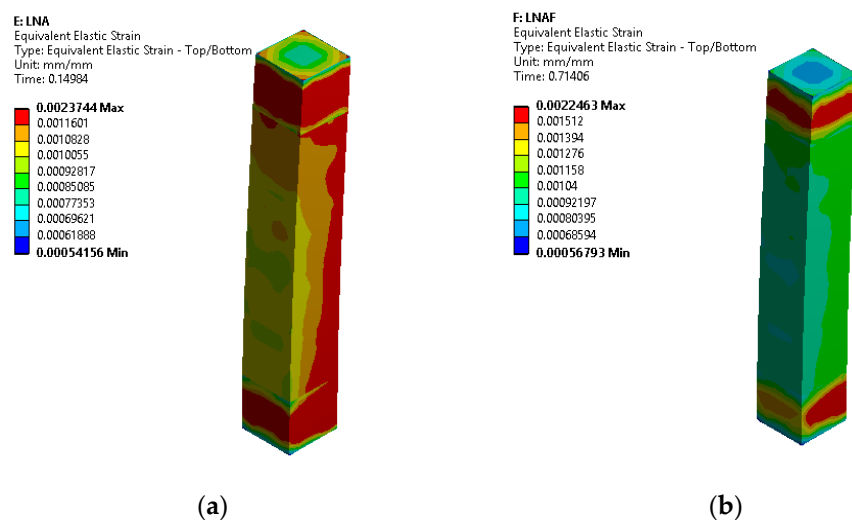 E: LNA
Equivalent Elastic Strain
Type: Equivalent Elastic Strain - Top/Bottom
Unit: mm/mm
Time: 0.14984
0.0023744 Max
0.0011601
0.0010828
0.0010055
0.00092817
0.00085085
0.00077353
0.00069621
0.00061888
0.00054156 Min
(a)
F: LNAF
Equivalent Elastic Strain
Type: Equivalent Elastic Strain - Top/Bottom
Unit: mm/mm
Time: 0.71406
0.0022463 Max
0.001512
0.001394
0.001276
0.001158
0.00104
0.00092197
0.00080395
0.00068594
0.00056793 Min
(b)